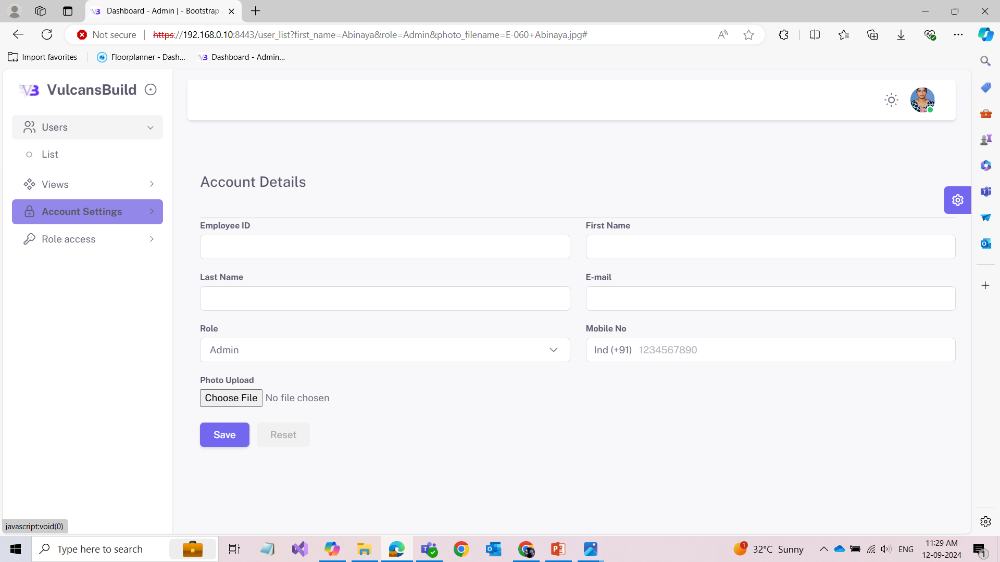 Dashboard - Admin | - Bootstrap
Not secure
https://192.168.0.10:8443/user_list?first_name=Abinaya&role=Admin&photo_filename=E-060+Abinaya.jpg#
Import favorites
Floorplanner - Dash...
Dashboard - Admin...
VulcansBuild
Users
List
Views
Account Settings
Role access
Account Details
Employee ID
First Name
Last Name
E-mail
Role
Mobile No
Admin
Ind (+91) 1234567890
Photo Upload
Choose File No file chosen
Save
Reset
javascript:void(0)
Type here to search
1
32°C Sunny
ENG
11:29 AM
12-09-2024
1